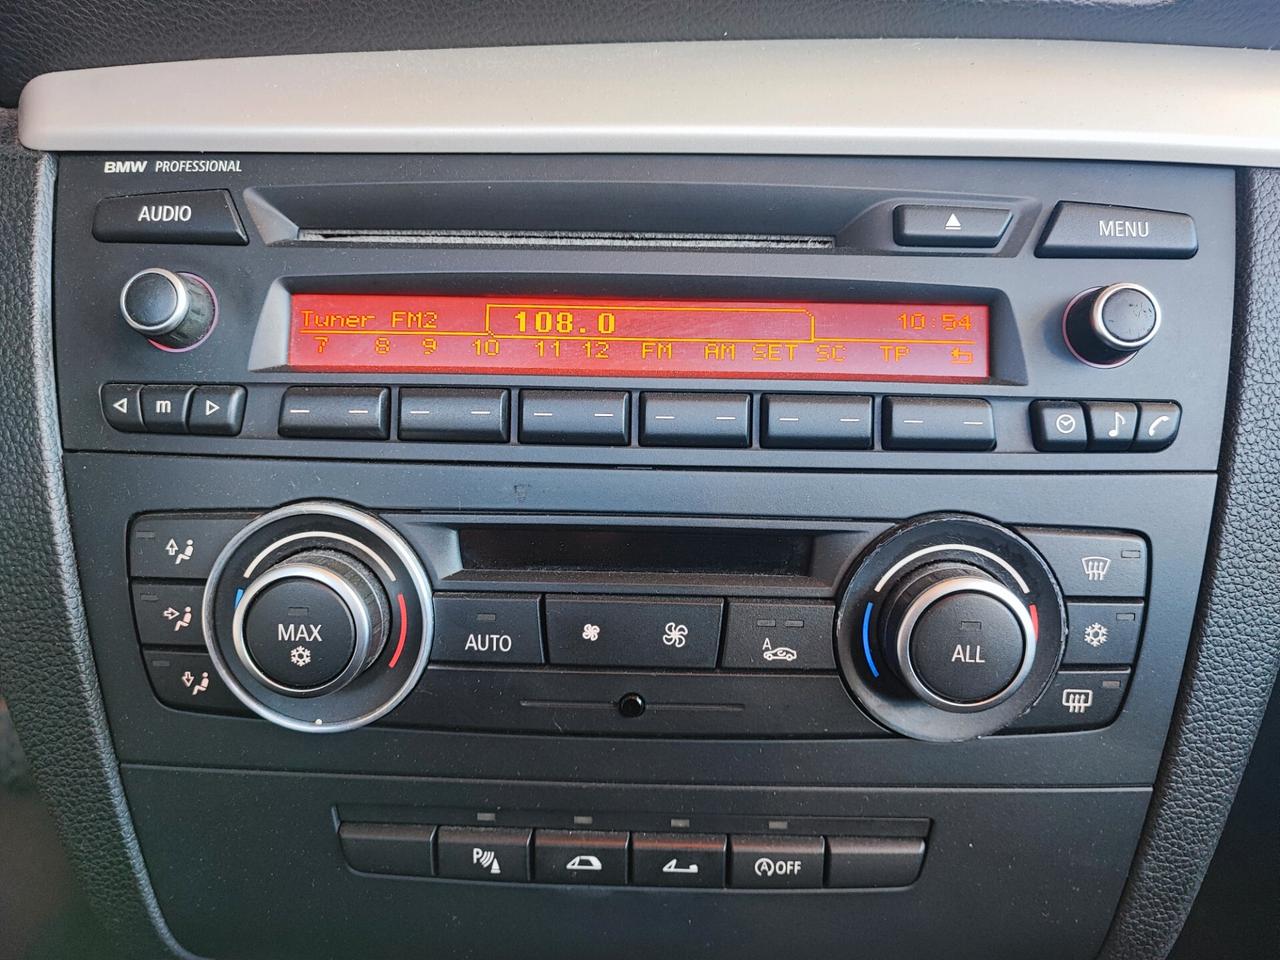 BMW PROFESSIONAL
AUDIO
MENU
Tuner FM2 108.0 10:54
7 8 9 10 11 12 FM AM SET SC TP
m
MAX
AUTO
A
ALL
P
A OFF